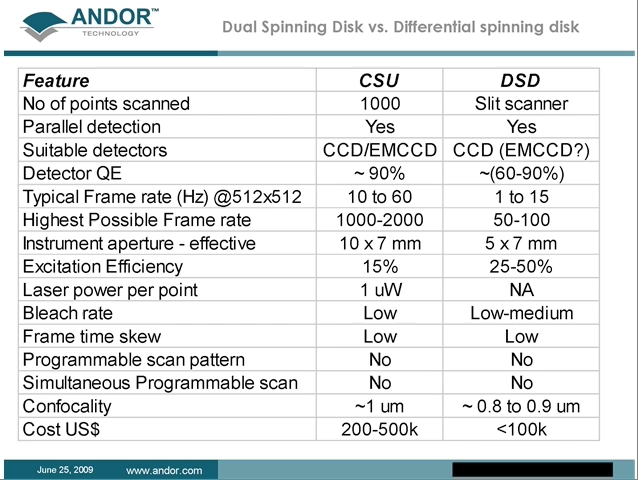 ANDOR™
TECHNOLOGY
Dual Spinning Disk vs. Differential spinning disk
Feature CSU DSD
No of points scanned 1000 Slit scanner
Parallel detection Yes Yes
Suitable detectors CCD/EMCCD CCD (EMCCD?)
Detector QE ~ 90% ~(60-90%)
Typical Frame rate (Hz) @512x512 10 to 60 1 to 15
Highest Possible Frame rate 1000-2000 50-100
Instrument aperture - effective 10 x 7 mm 5 x 7 mm
Excitation Efficiency 15% 25-50%
Laser power per point 1 uW NA
Bleach rate Low Low-medium
Frame time skew Low Low
Programmable scan pattern No No
Simultaneous Programmable scan No No
Confocality ~1 um ~ 0.8 to 0.9 um
Cost US$ 200-500k <100k
June 25, 2009 www.andor.com